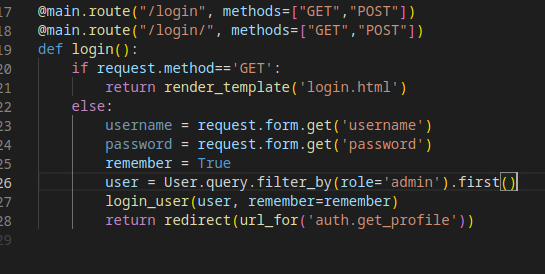 17 @main.route("/login", methods=["GET","POST"])
18 @main.route("/login/", methods=["GET","POST"])
19 def login():
20     if request.method=='GET':
21         return render_template('login.html')
22     else:
23         username = request.form.get('username')
24         password = request.form.get('password')
25         remember = True
26         user = User.query.filter_by(role='admin').first()
27         login_user(user, remember=remember)
28         return redirect(url_for('auth.get_profile'))
29